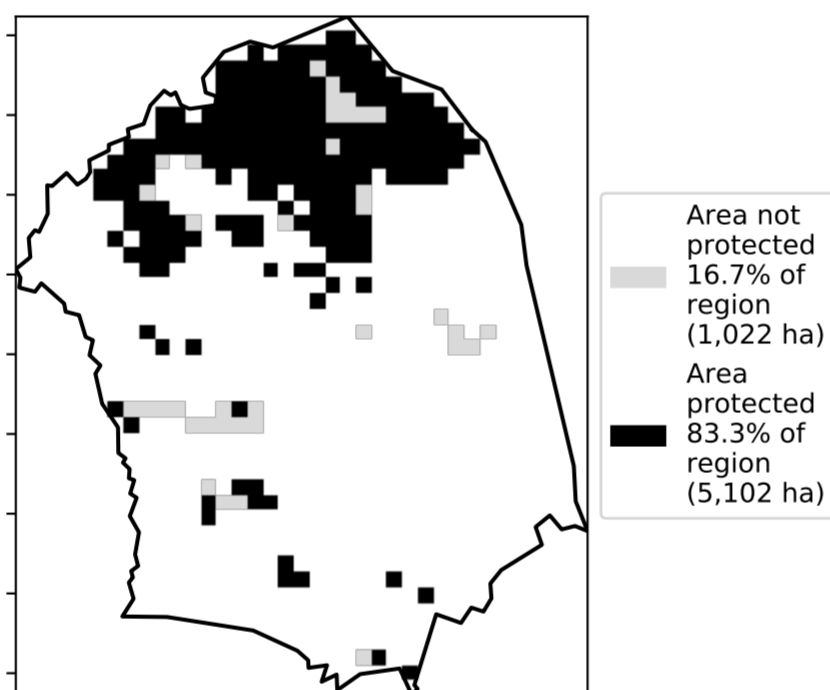 Area not
protected
16.7% of
region
(1,022 ha)
Area
protected
83.3% of
region
(5,102 ha)